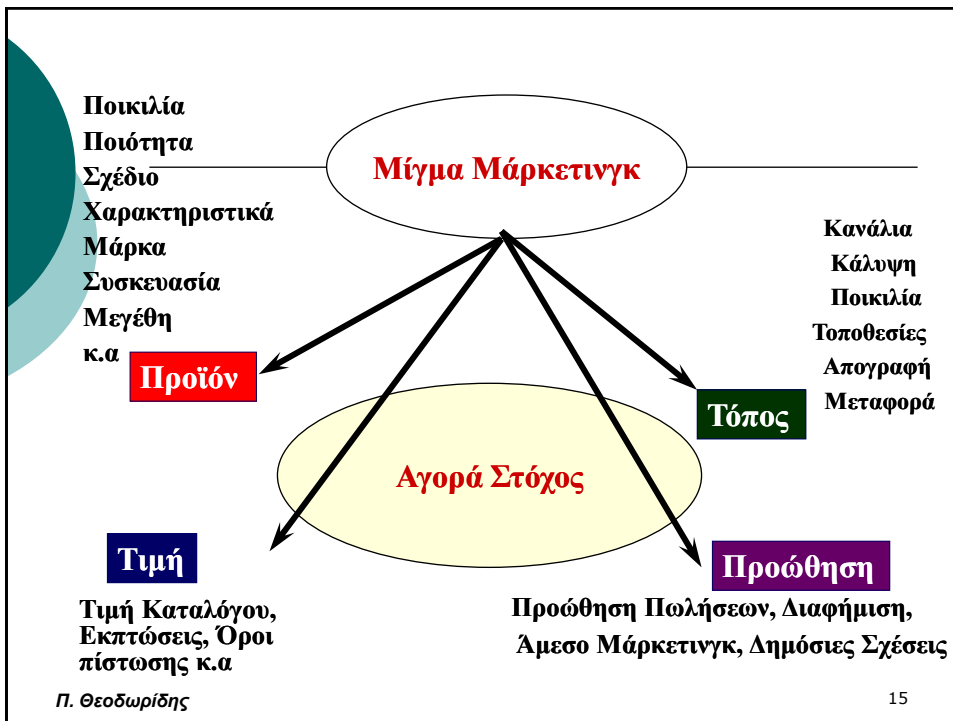 Μίγμα Μάρκετινγκ
Ποικιλία
Ποιότητα
Σχέδιο
Χαρακτηριστικά
Μάρκα
Συσκευασία
Μεγέθη
κ.α
Προϊόν
Κανάλια
Κάλυψη
Ποικιλία
Τοποθεσίες
Απογραφή
Μεταφορά
Τόπος
Αγορά Στόχος
Τιμή
Τιμή Καταλόγου,
Εκπτώσεις, Όροι
πίστωσης κ.α
Προώθηση
Προώθηση Πωλήσεων, Διαφήμιση,
Άμεσο Μάρκετινγκ, Δημόσιες Σχέσεις
Π. Θεοδωρίδης
15